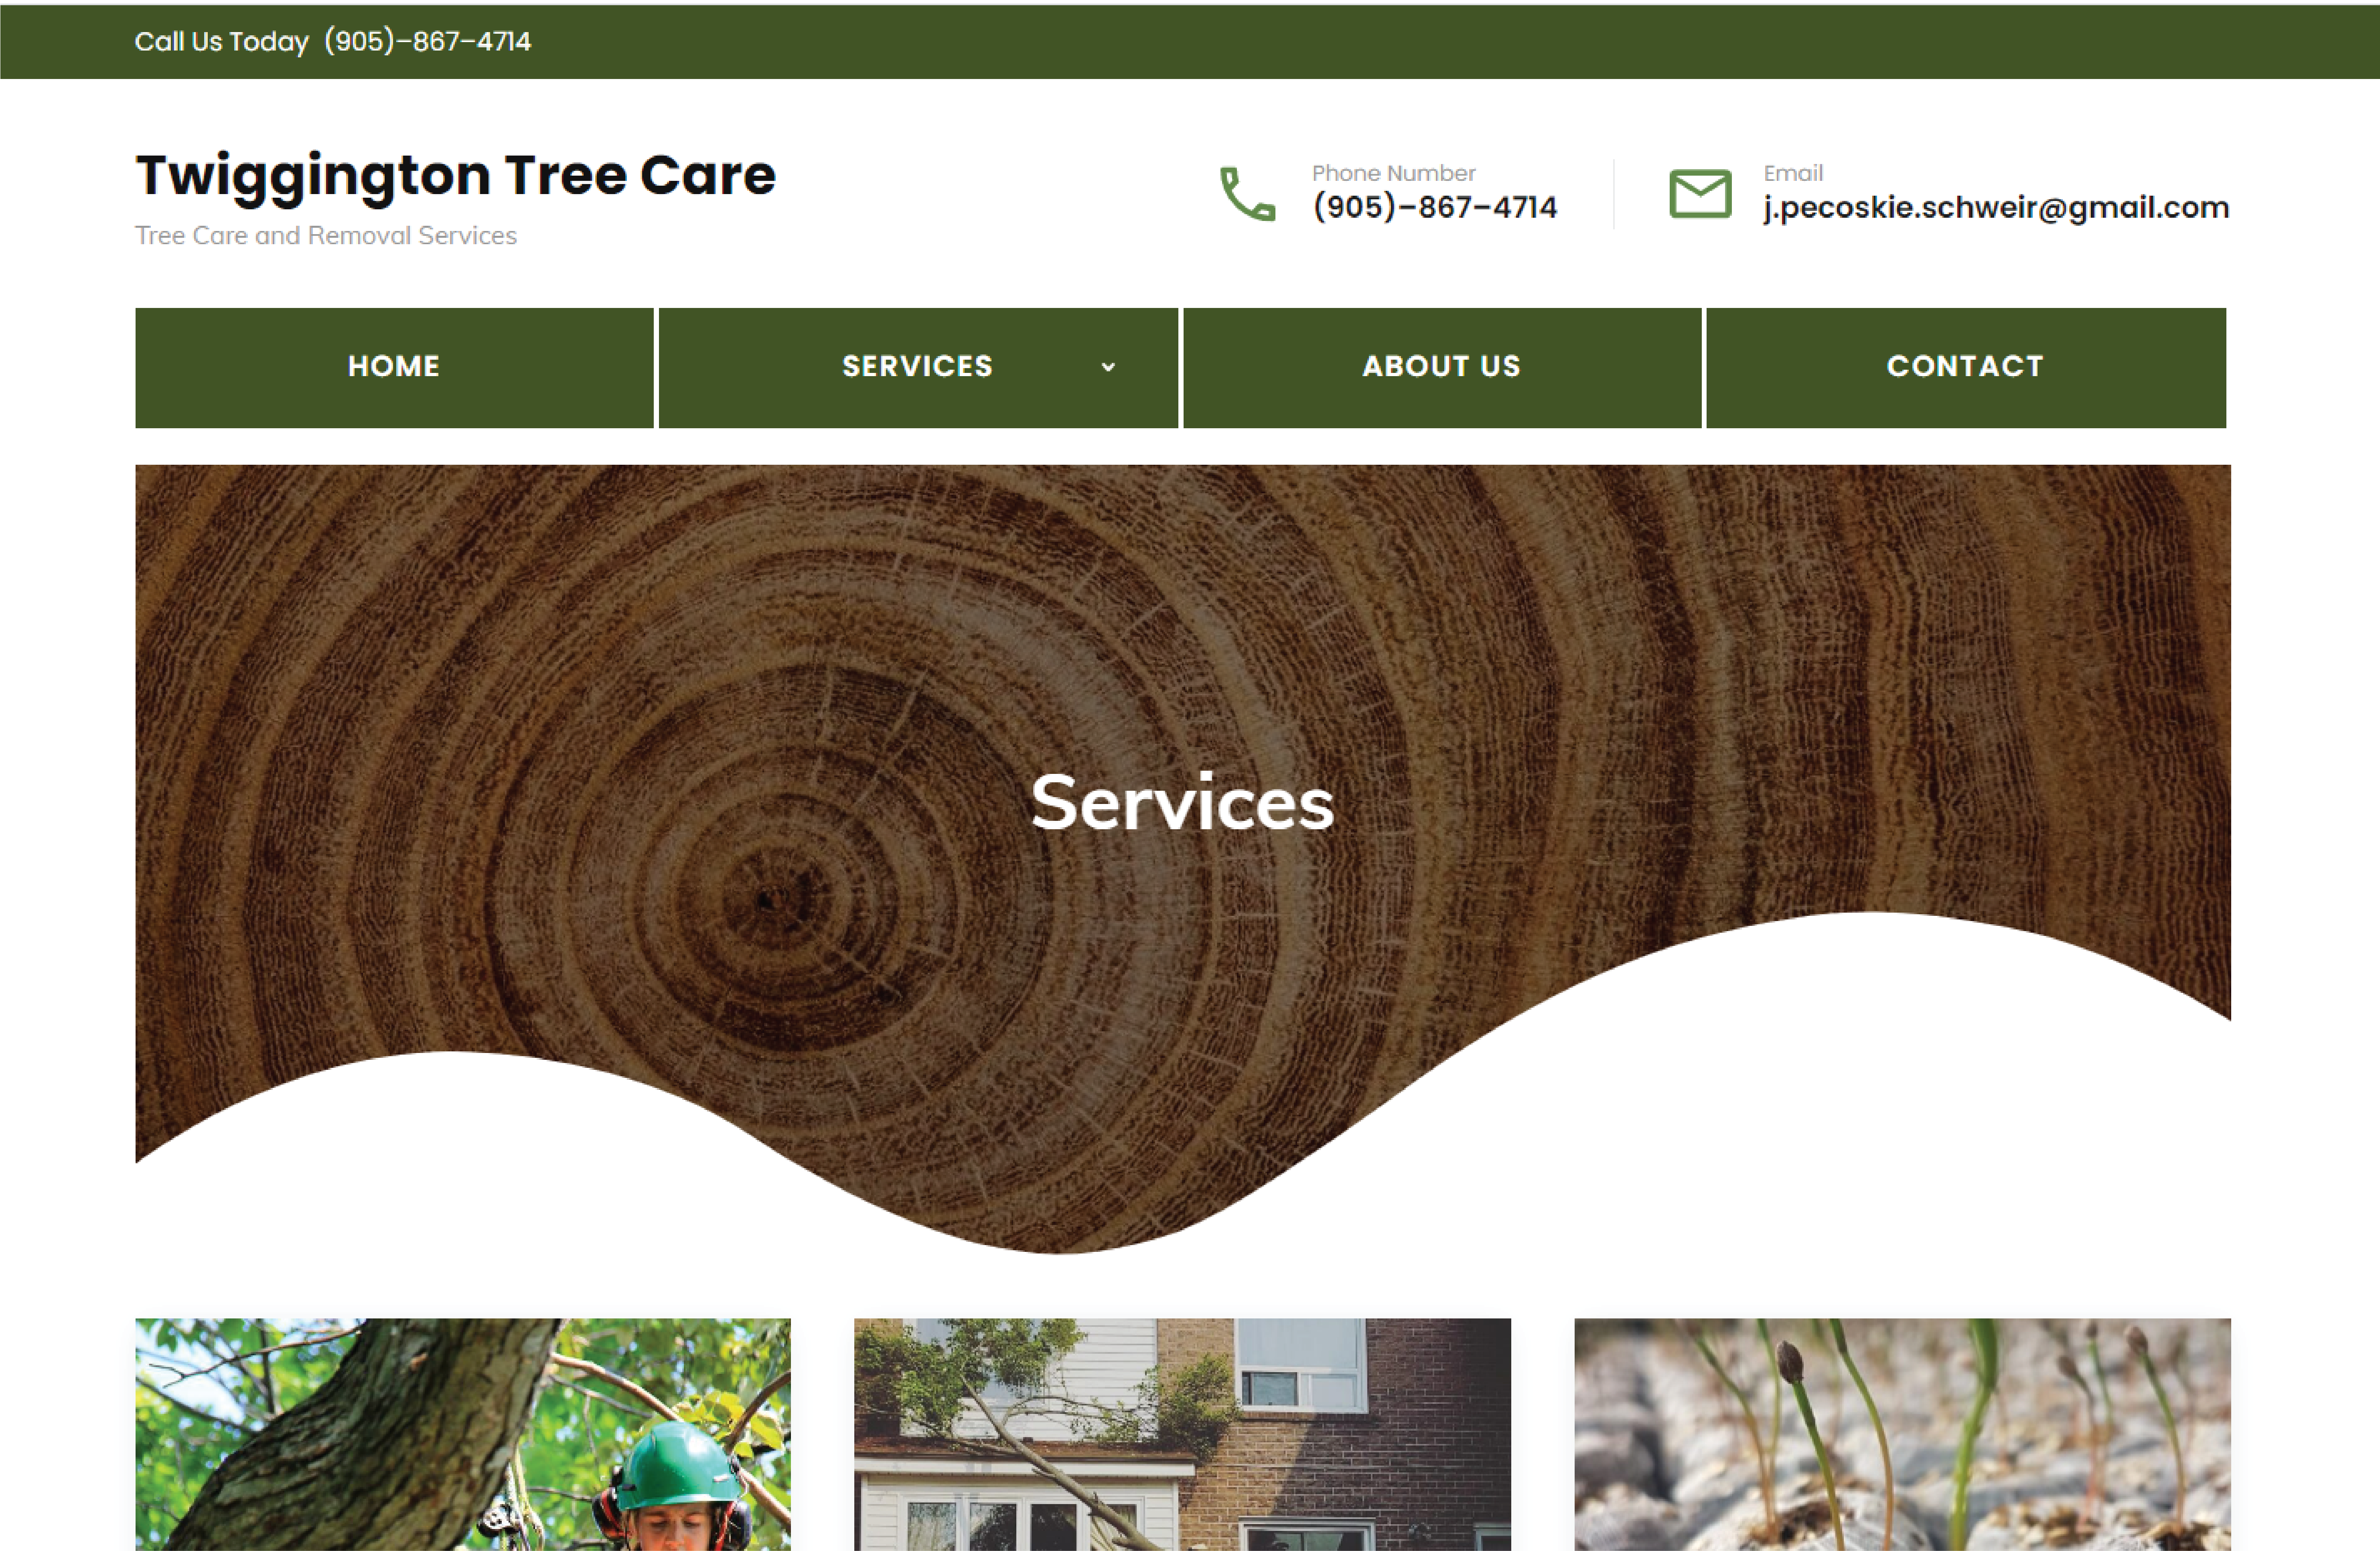 Call Us Today (905)-867-4714
Twiggington Tree Care
Tree Care and Removal Services
Phone Number
(905)-867-4714
Email
j.pecoskie.schweir@gmail.com
HOME
SERVICES
ABOUT US
CONTACT
Services